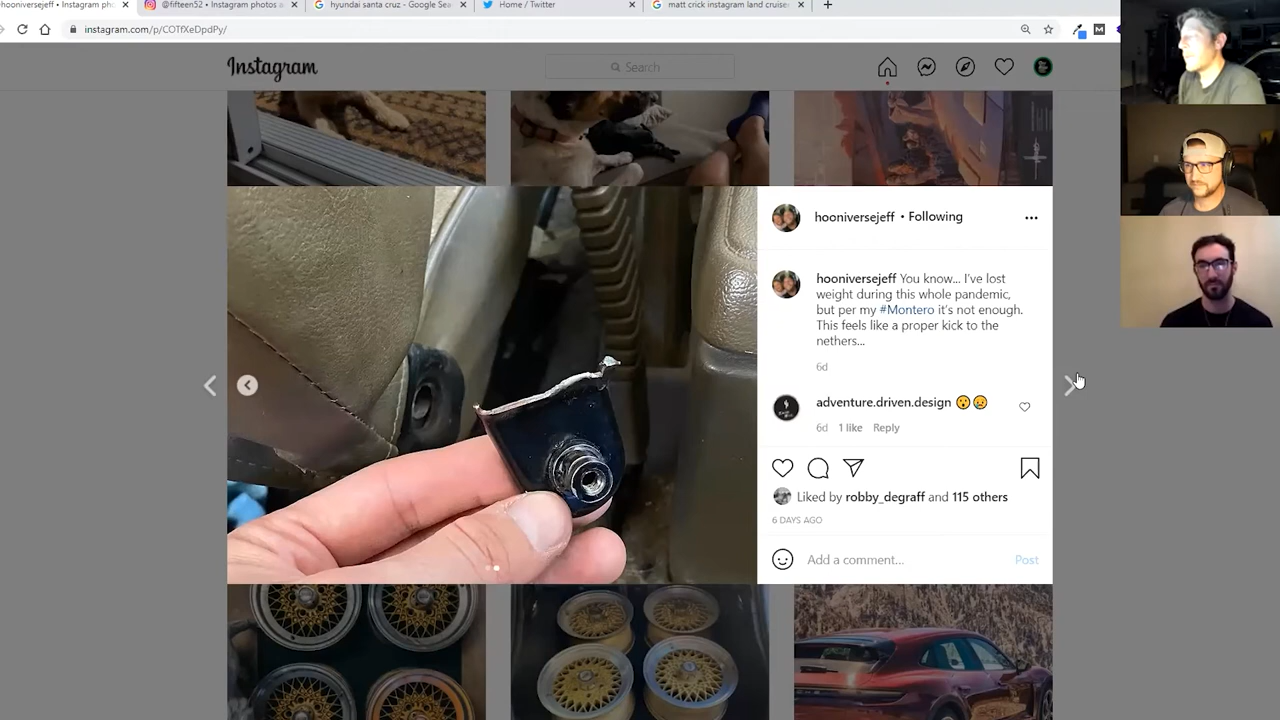 hooniversejeff • Instagram ph
@fifteen52 • Instagram photos a
hyundai santa cruz - Google Sea
Home / Twitter
matt crick instagram land cruiser
instagram.com/p/COTfXeDpdPy/
Instagram
Search
hooniversejeff • Following
hooniversejeff You know... I've lost
weight during this whole pandemic,
but per my #Montero it's not enough.
This feels like a proper kick to the
nethers...
6d
adventure.driven.design
6d 1 like Reply
Liked by robby_degraff and 115 others
6 DAYS AGO
Add a comment... Post